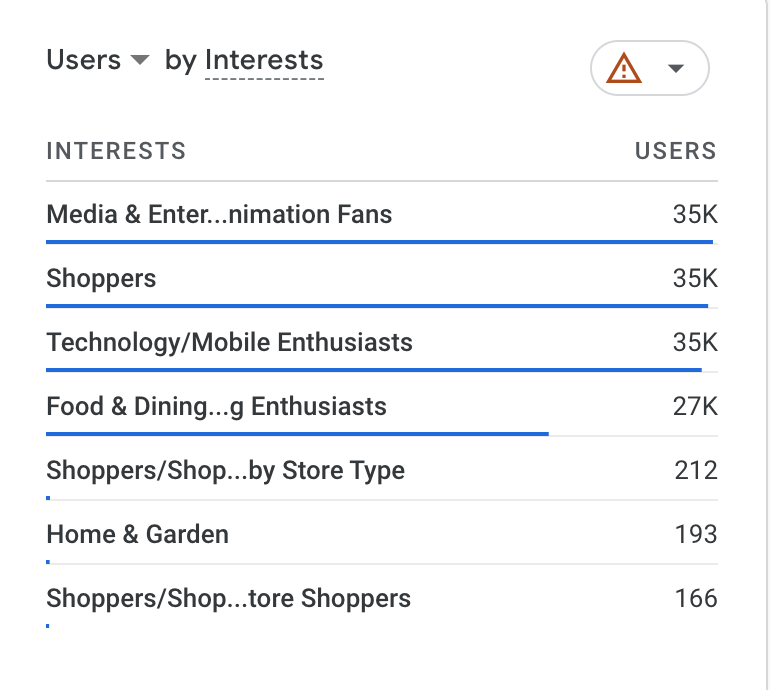 Users by Interests
INTERESTS USERS
Media & Enter...nimation Fans 35K
Shoppers 35K
Technology/Mobile Enthusiasts 35K
Food & Dining...g Enthusiasts 27K
Shoppers/Shop...by Store Type 212
Home & Garden 193
Shoppers/Shop...tore Shoppers 166